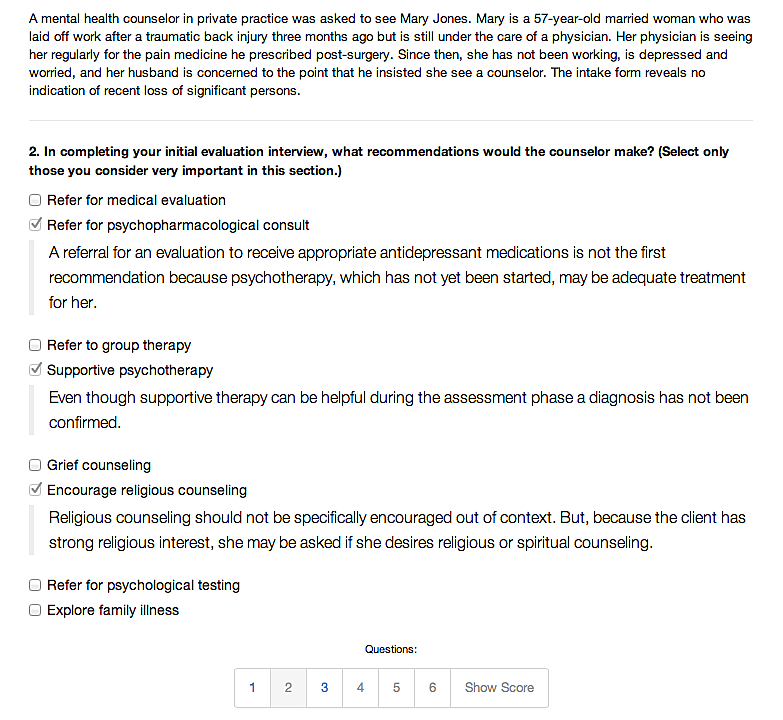 A mental health counselor in private practice was asked to see Mary Jones. Mary is a 57-year-old married woman who was
laid off work after a traumatic back injury three months ago but is still under the care of a physician. Her physician is seeing
her regularly for the pain medicine he prescribed post-surgery. Since then, she has not been working, is depressed and
worried, and her husband is concerned to the point that he insisted she see a counselor. The intake form reveals no
indication of recent loss of significant persons.
2. In completing your initial evaluation interview, what recommendations would the counselor make? (Select only
those you consider very important in this section.)
Refer for medical evaluation
Refer for psychopharmacological consult
A referral for an evaluation to receive appropriate antidepressant medications is not the first
recommendation because psychotherapy, which has not yet been started, may be adequate treatment
for her.
Refer to group therapy
Supportive psychotherapy
Even though supportive therapy can be helpful during the assessment phase a diagnosis has not been
confirmed.
Grief counseling
Encourage religious counseling
Religious counseling should not be specifically encouraged out of context. But, because the client has
strong religious interest, she may be asked if she desires religious or spiritual counseling.
Refer for psychological testing
Explore family illness
Questions:
1 2 3 4 5 6 Show Score